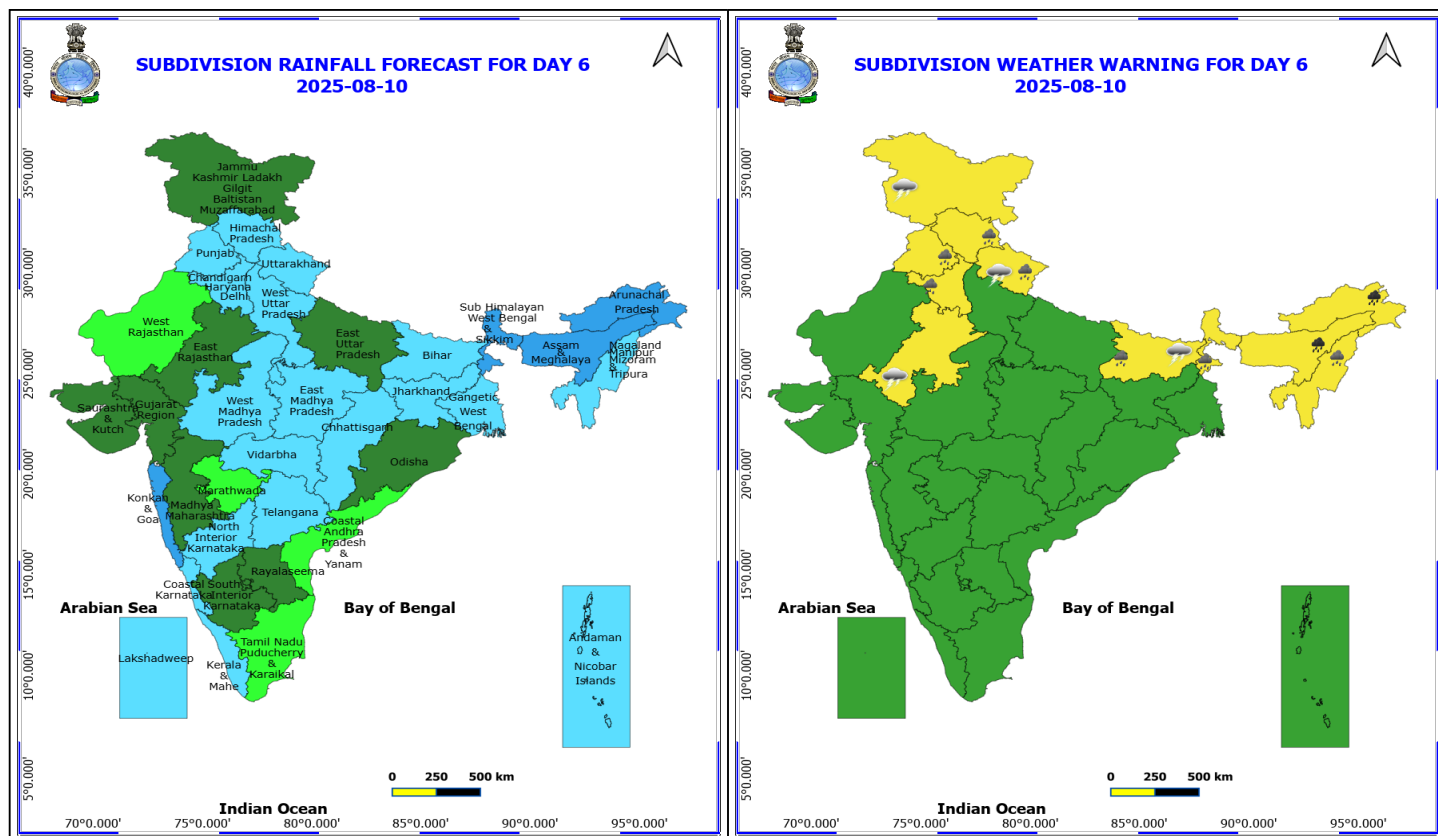 SUBDIVISION RAINFALL FORECAST FOR DAY 6
2025-08-10
40°0.000'
35°0.000'
30°0.000'
25°0.000'
20°0.000'
15°0.000'
10°0.000'
5°0.000'
Jammu
Kashmir Ladakh
Gilgit
Baltistan
Muzaffarabad
Himachal
Pradesh
Punjab
Uttarakhand
Chandigarh
Haryana
Delhi
West
Uttar
Pradesh
West
Rajasthan
East
Rajasthan
East
Uttar
Pradesh
Bihar
Sub Himalayan
West Bengal
&
Sikkim
Arunachal
Pradesh
Assam
&
Meghalaya
Nagaland
Manipur
Mizoram
&
Tripura
Saurashtra
&
Kutch
Gujarat
Region
West
Madhya
Pradesh
East
Madhya
Pradesh
Jharkhand
Gangetic
West
Bengal
Chhattisgarh
Vidarbha
Odisha
Konkan
&
Goa
Madhya
Maharashtra
Marathwada
Telangana
North
Interior
Karnataka
Coastal
Andhra
Pradesh
&
Yanam
Rayalaseema
Coastal
Karnataka
South
Interior
Karnataka
Arabian Sea
Bay of Bengal
Lakshadweep
Kerala
&
Mahe
Tamil Nadu
Puducherry
&
Karaikal
Andaman
&
Nicobar
Islands
0 250 500 km
Indian Ocean
70°0.000' 75°0.000' 80°0.000' 85°0.000' 90°0.000' 95°0.000'
SUBDIVISION WEATHER WARNING FOR DAY 6
2025-08-10
40°0.000'
35°0.000'
30°0.000'
25°0.000'
20°0.000'
15°0.000'
10°0.000'
5°0.000'
Arabian Sea
Bay of Bengal
0 250 500 km
Indian Ocean
70°0.000' 75°0.000' 80°0.000' 85°0.000' 90°0.000' 95°0.000'